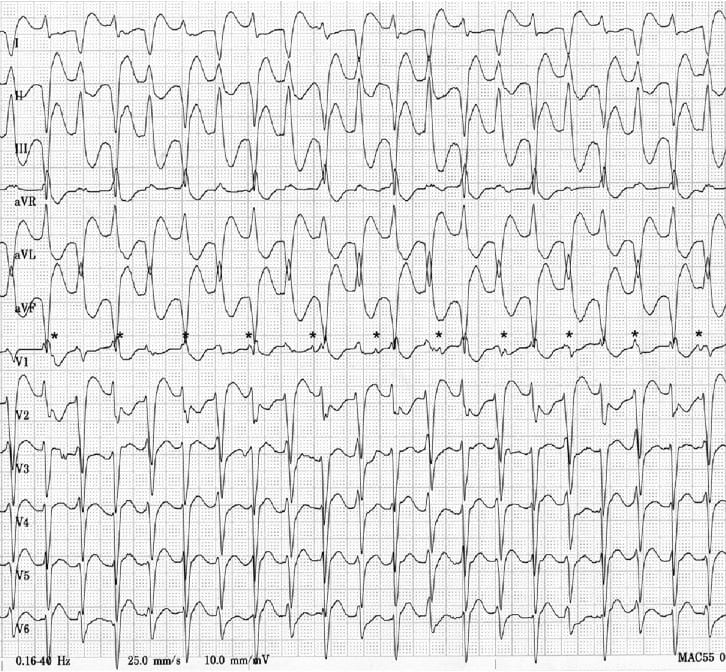 I
II
III
aVR
aVL
aVF
* * * * * * * * * * *
V1
V2
V3
V4
V5
V6
0.16-40 Hz 25.0 mm/s 10.0 mm/mV MAC55 0